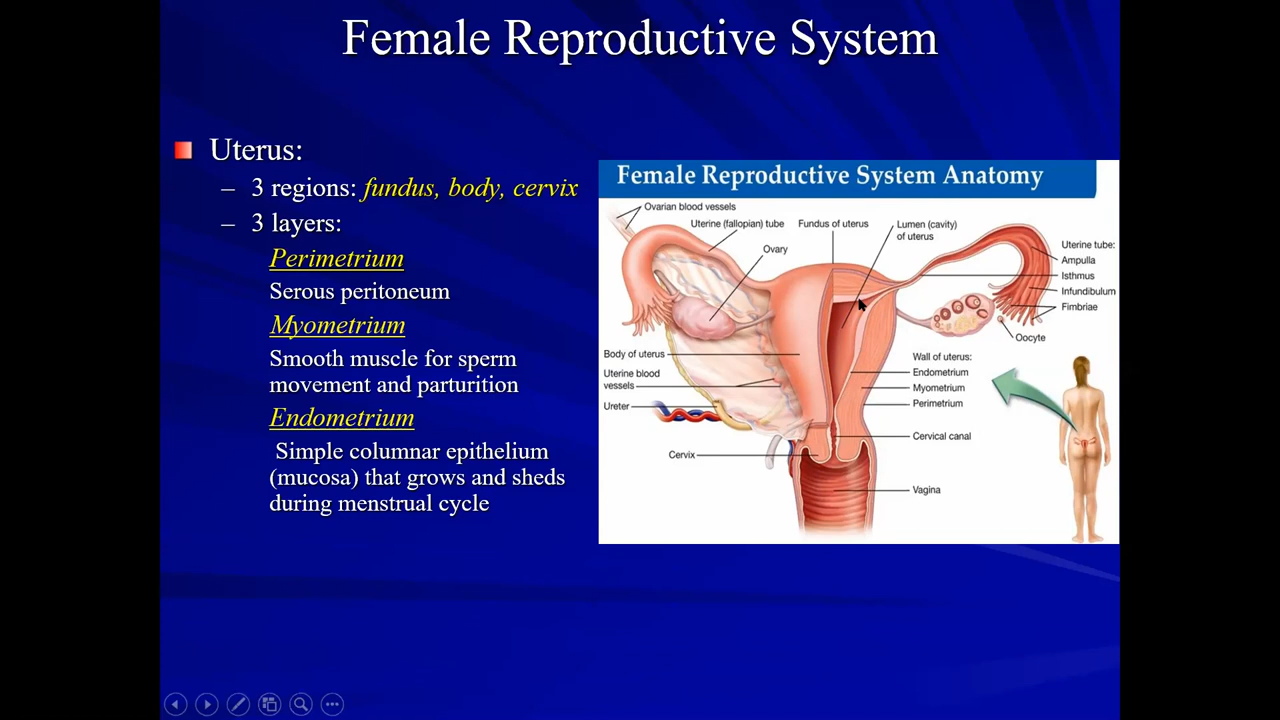 Female Reproductive System
Uterus:
– 3 regions: fundus, body, cervix
– 3 layers:
Perimetrium
Serous peritoneum
Myometrium
Smooth muscle for sperm
movement and parturition
Endometrium
Simple columnar epithelium
(mucosa) that grows and sheds
during menstrual cycle
Female Reproductive System Anatomy
Ovarian blood vessels
Uterine (fallopian) tube
Fundus of uterus
Lumen (cavity)
of uterus
Ovary
Uterine tube:
Ampulla
Isthmus
Infundibulum
Fimbriae
Oocyte
Body of uterus
Uterine blood
vessels
Ureter
Wall of uterus:
Endometrium
Myometrium
Perimetrium
Cervical canal
Cervix
Vagina